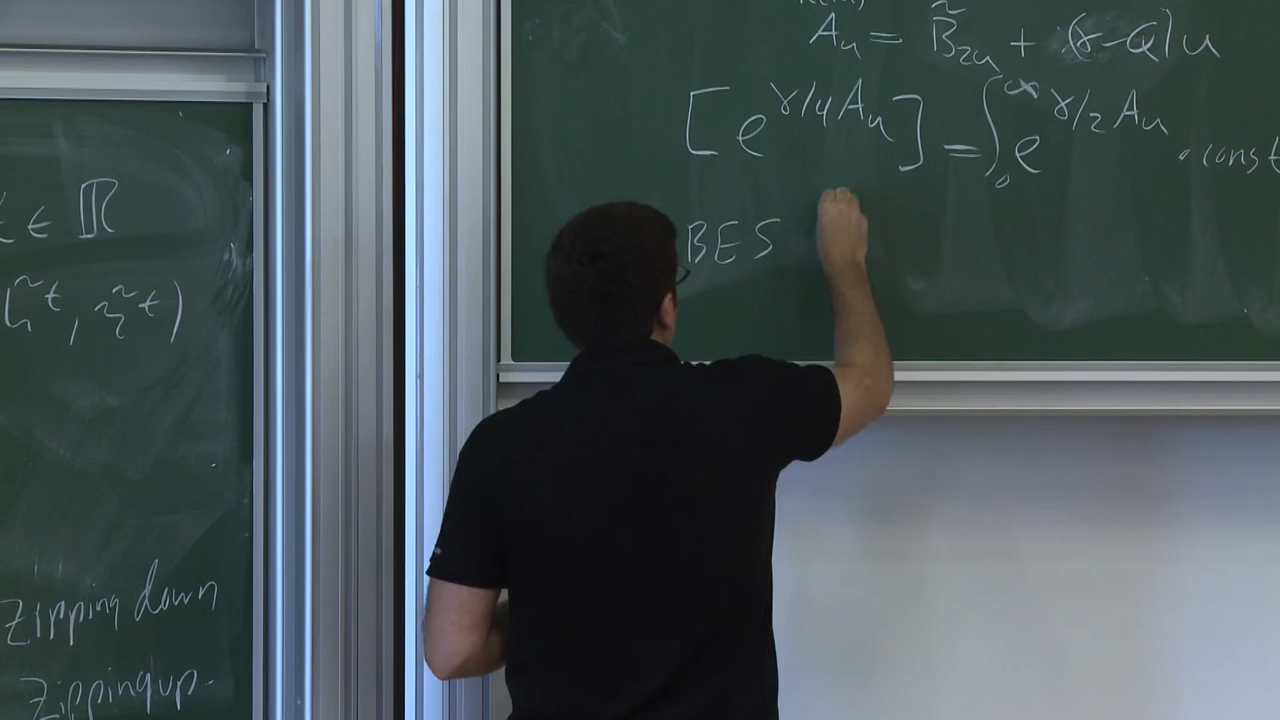 t ∈ ℝ
(h̃^t, η̃^t)
Zipping down
Zipping up.
A_u = B̃_{2u} + (γ-Q)u
[e^{γ/4 A_u}] = ∫_0^∞ e^{γ/2 A_u} · const
BES